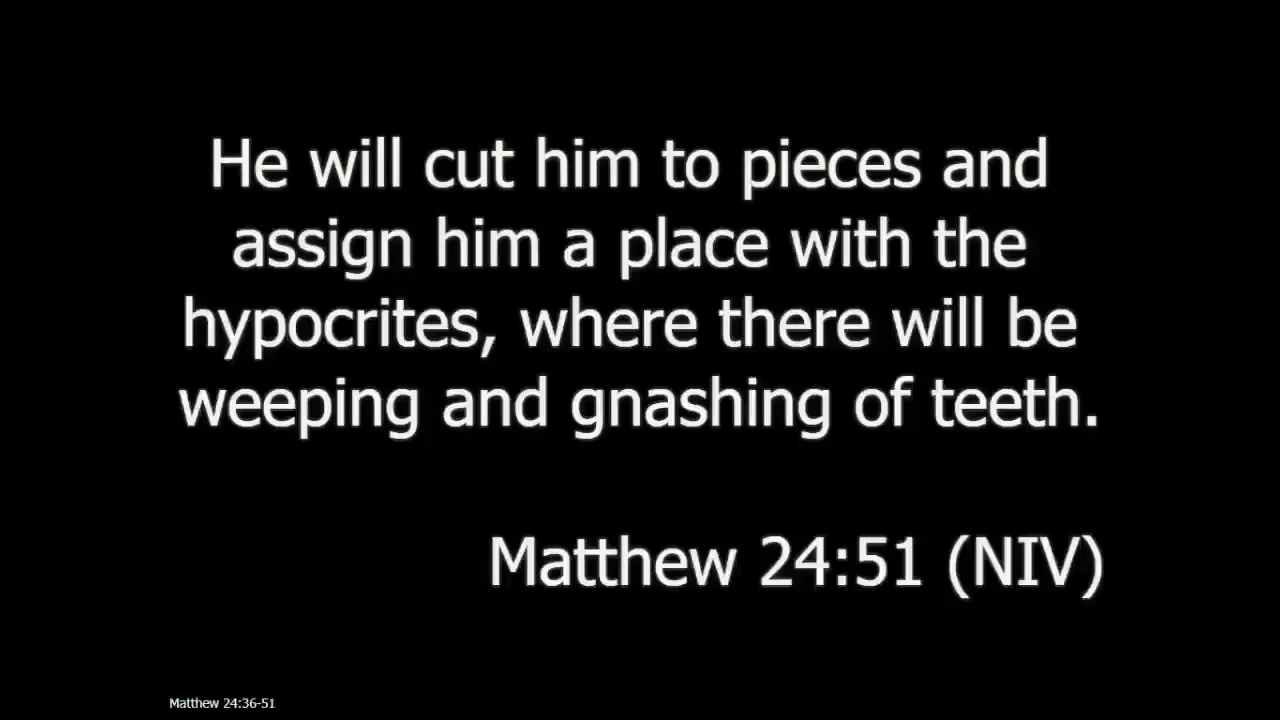 He will cut him to pieces and
assign him a place with the
hypocrites, where there will be
weeping and gnashing of teeth.
Matthew 24:51 (NIV)
Matthew 24:36-51